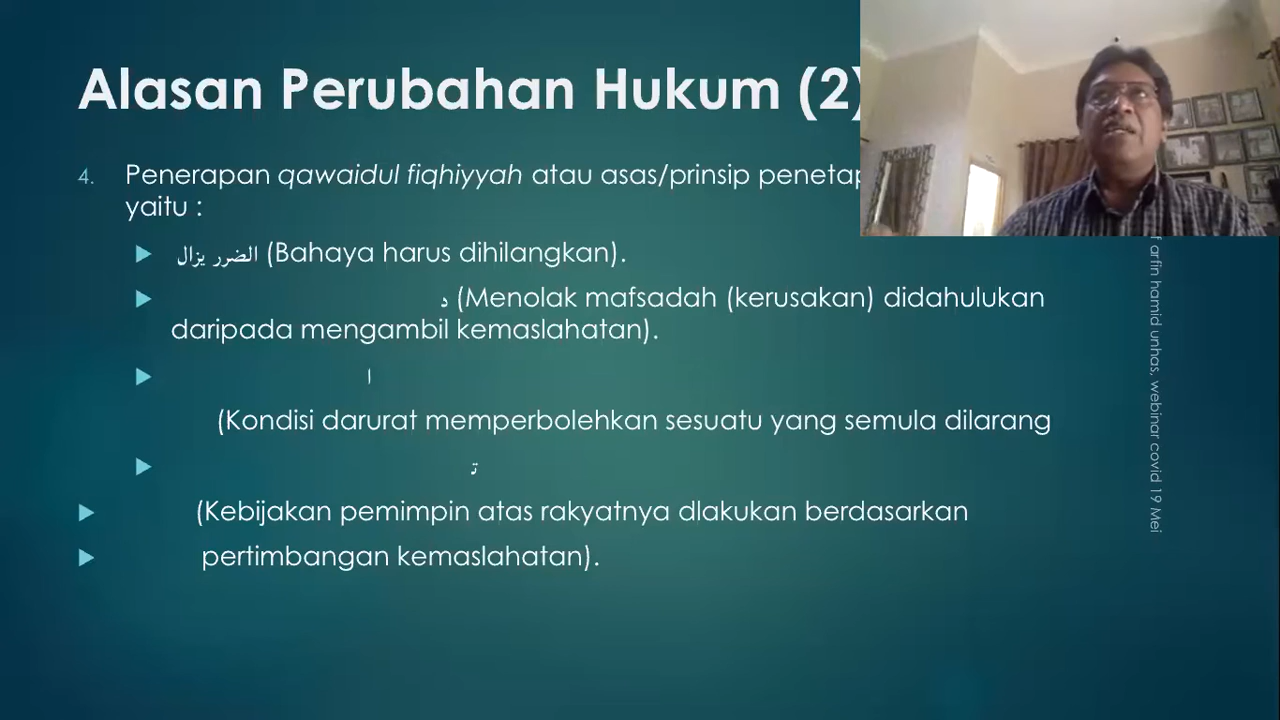 Alasan Perubahan Hukum (2)
4. Penerapan qawaidul fiqhiyyah atau asas/prinsip
yaitu :
الضرر يزال (Bahaya harus dihilangkan).
د (Menolak mafsadah (kerusakan) didahulukan
daripada mengambil kemaslahatan).
ا
(Kondisi darurat memperbolehkan sesuatu yang semula dilarang
ت
(Kebijakan pemimpin atas rakyatnya dlakukan berdasarkan
pertimbangan kemaslahatan).
arfin hamid unhas, webinar covid 19 Mei